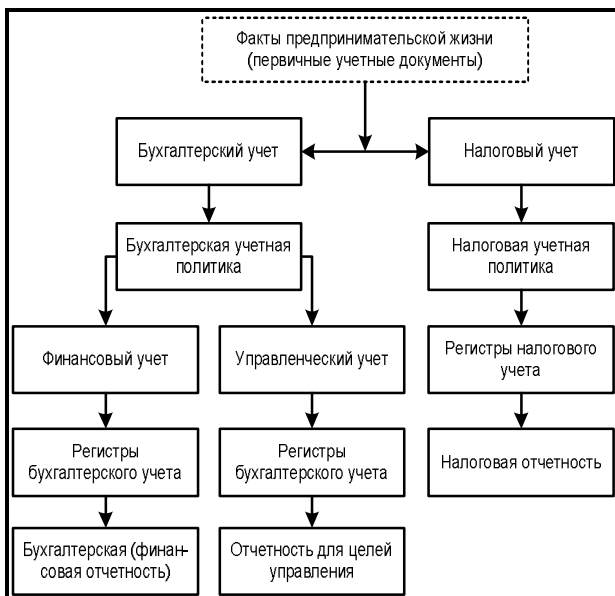 Факты предпринимательской жизни
(первичные учетные документы)
Бухгалтерский учет
Налоговый учет
Бухгалтерская учетная
политика
Налоговая учетная
политика
Финансовый учет
Управленческий учет
Регистры налогового
учета
Регистры
бухгалтерского учета
Регистры
бухгалтерского учета
Налоговая отчетность
Бухгалтерская (финан-
совая отчетность)
Отчетность для целей
управления